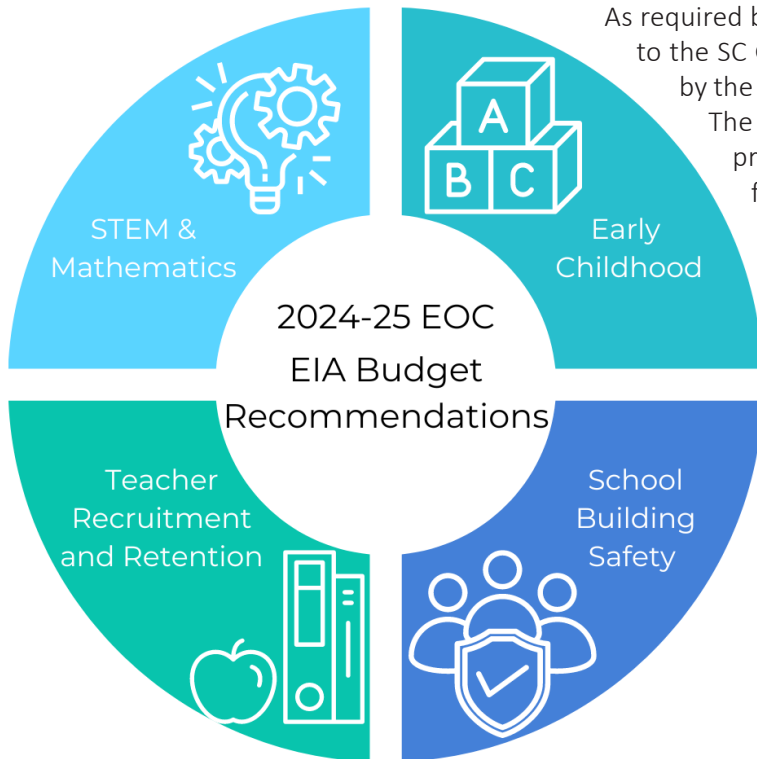 As required b
to the SC
by the
The
pr
f
STEM &
Mathematics
A
B C
Early
Childhood
2024-25 EOC
EIA Budget
Recommendations
Teacher
Recruitment
and Retention
School
Building
Safety